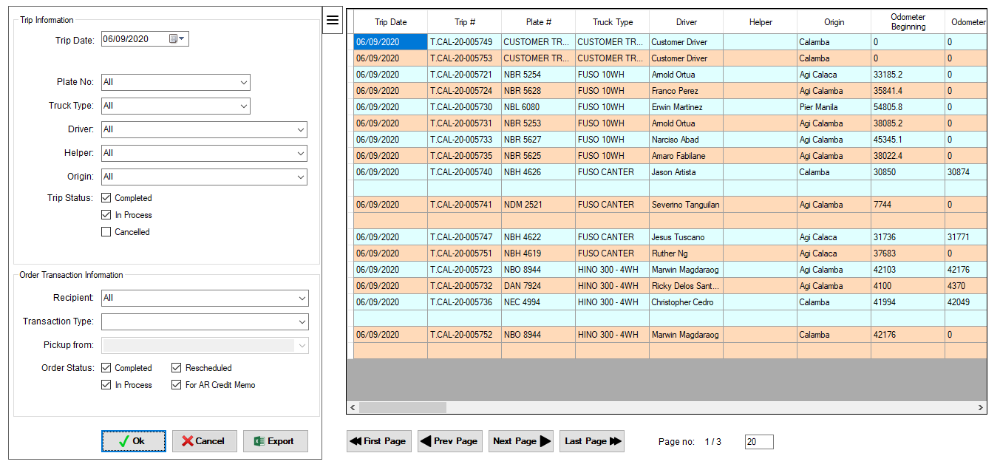 Trip Information
Trip Date: 06/09/2020
Plate No: All
Truck Type: All
Driver: All
Helper: All
Origin: All
Trip Status: Completed
In Process
Cancelled
Order Transaction Information
Recipient: All
Transaction Type:
Pickup from:
Order Status: Completed Rescheduled
In Process For AR Credit Memo
Ok Cancel Export
Trip Date Trip # Plate # Truck Type Driver Helper Origin Odometer Beginning Odometer
06/09/2020 T.CAL-20-005749 CUSTOMER TR... CUSTOMER TR... Customer Driver Calamba 0 0
06/09/2020 T.CAL-20-005753 CUSTOMER TR... CUSTOMER TR... Customer Driver Calamba 0 0
06/09/2020 T.CAL-20-005721 NBR 5254 FUSO 10WH Arnold Ortua Agi Calaca 33185.2 0
06/09/2020 T.CAL-20-005724 NBR 5628 FUSO 10WH Franco Perez Agi Calamba 35841.4 0
06/09/2020 T.CAL-20-005730 NBL 6080 FUSO 10WH Erwin Martinez Pier Manila 54805.8 0
06/09/2020 T.CAL-20-005731 NBR 5253 FUSO 10WH Arnold Ortua Agi Calamba 38085.2 0
06/09/2020 T.CAL-20-005733 NBR 5627 FUSO 10WH Narciso Abad Agi Calamba 45345.1 0
06/09/2020 T.CAL-20-005735 NBR 5625 FUSO 10WH Amaro Fabilane Agi Calamba 38022.4 0
06/09/2020 T.CAL-20-005740 NBH 4626 FUSO CANTER Jason Artista Calamba 30850 30874
06/09/2020 T.CAL-20-005741 NDM 2521 FUSO CANTER Severino Tanguilan Agi Calamba 7744 0
06/09/2020 T.CAL-20-005747 NBH 4622 FUSO CANTER Jesus Tuscano Agi Calaca 31736 31771
06/09/2020 T.CAL-20-005751 NBH 4619 FUSO CANTER Ruther Ng Agi Calaca 37683 0
06/09/2020 T.CAL-20-005723 NBO 8944 HINO 300 - 4WH Marwin Magdaraog Agi Calamba 42103 42176
06/09/2020 T.CAL-20-005732 DAN 7924 HINO 300 - 4WH Ricky Delos Sant... Agi Calamba 4100 4370
06/09/2020 T.CAL-20-005736 NEC 4994 HINO 300 - 4WH Christopher Cedro Calamba 41994 42049
06/09/2020 T.CAL-20-005752 NBO 8944 HINO 300 - 4WH Marwin Magdaraog Calamba 42176 0
First Page Prev Page Next Page Last Page Page no: 1 / 3 20